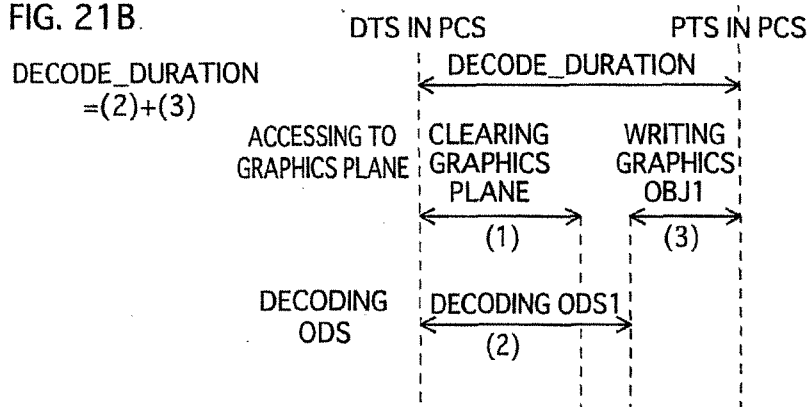 FIG. 21B
DTS IN PCS
PTS IN PCS
DECODE_DURATION
=(2)+(3)
DECODE_DURATION
ACCESSING TO
GRAPHICS PLANE
CLEARING
GRAPHICS
PLANE
(1)
WRITING
GRAPHICS
OBJ1
(3)
DECODING
ODS
DECODING ODS1
(2)